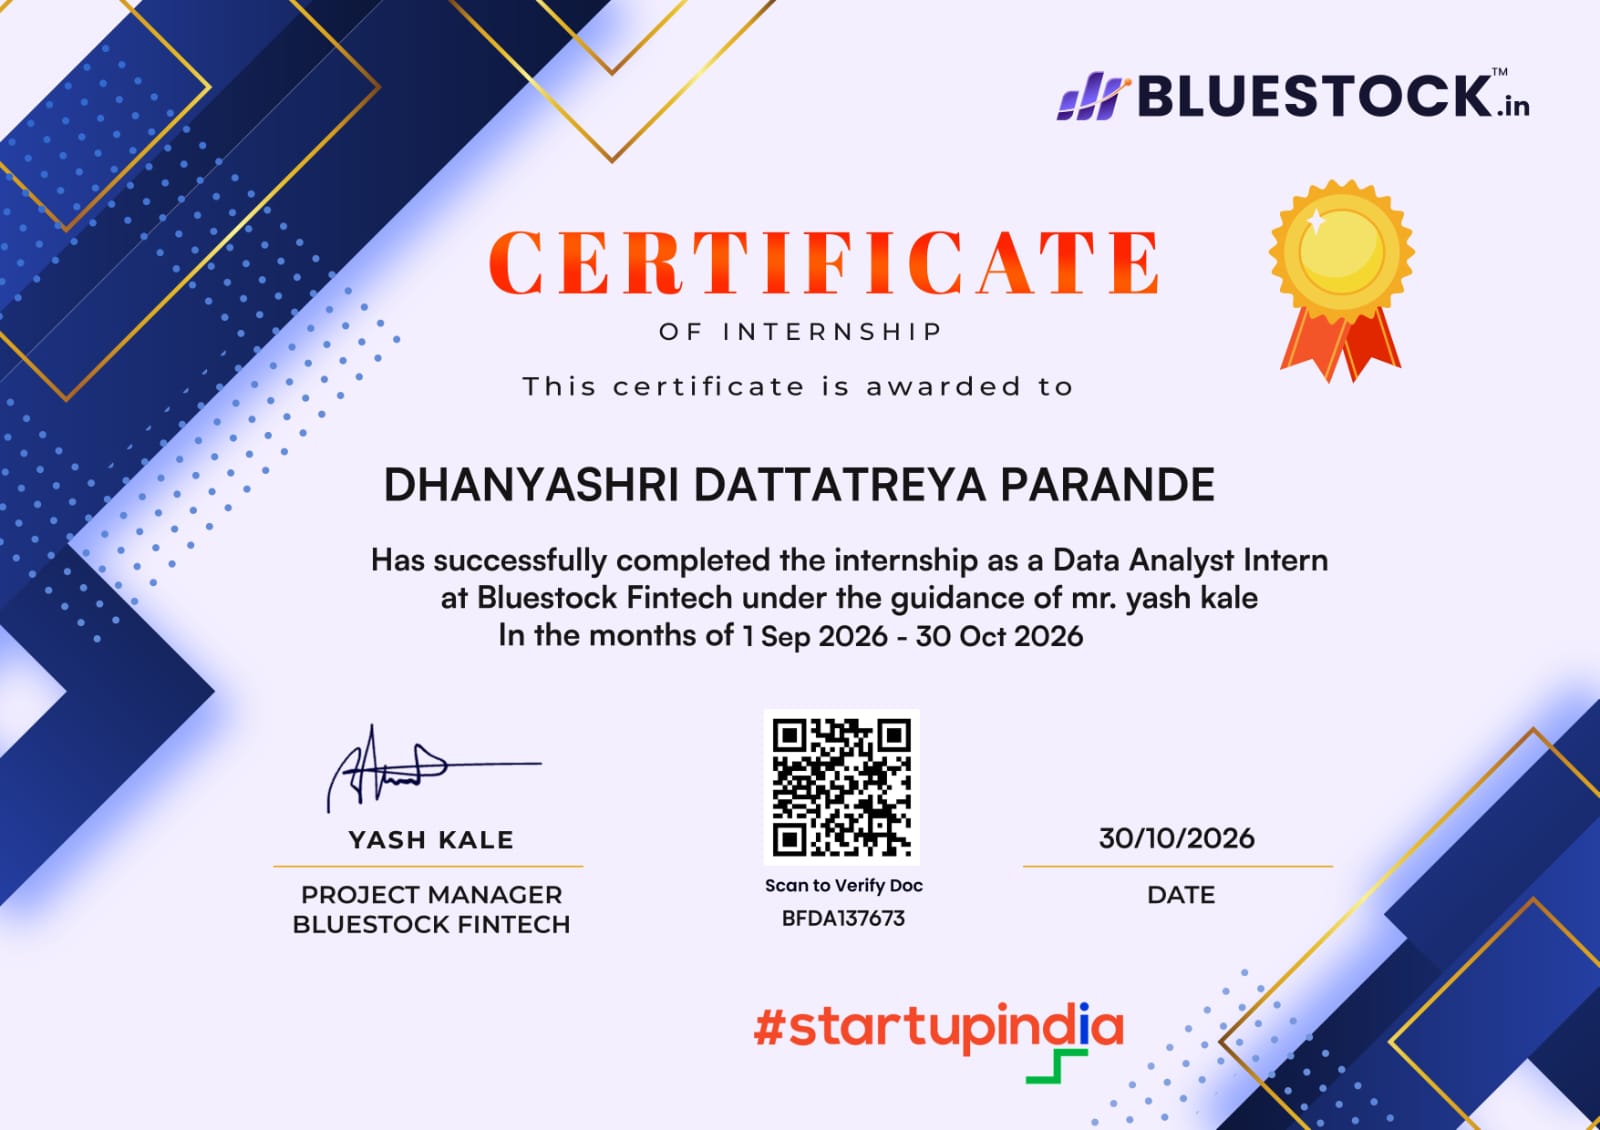 BLUESTOCK.in™
CERTIFICATE
OF INTERNSHIP
This certificate is awarded to
DHANYASHRI DATTATREYA PARANDE
Has successfully completed the internship as a Data Analyst Intern
at Bluestock Fintech under the guidance of mr. yash kale
In the months of 1 Sep 2026 - 30 Oct 2026
YASH KALE
PROJECT MANAGER
BLUESTOCK FINTECH
Scan to Verify Doc
BFDA137673
30/10/2026
DATE
#startupindia